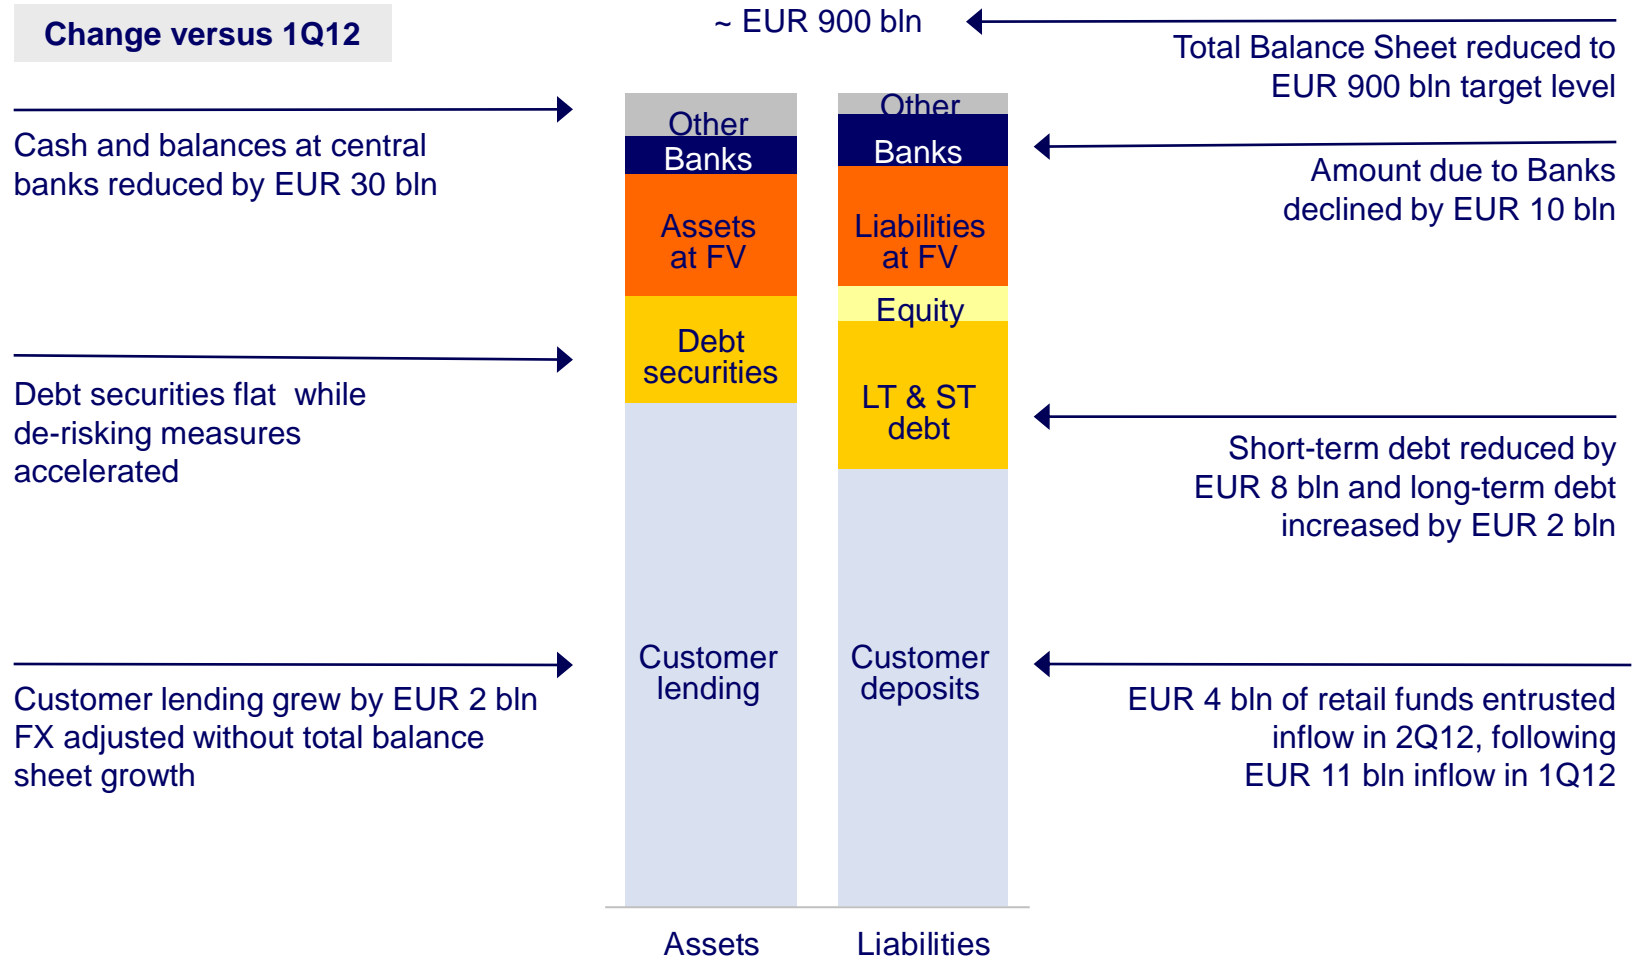 Change versus 1Q12
~ EUR 900 bln
Total Balance Sheet reduced to
EUR 900 bln target level
Cash and balances at central
banks reduced by EUR 30 bln
Debt securities flat  while
de-risking measures
accelerated
Customer lending grew by EUR 2 bln
FX adjusted without total balance
sheet growth
Other
Banks
Assets
at FV
Debt
securities
Customer
lending
Assets
Other
Banks
Liabilities
at FV
Equity
LT & ST
debt
Customer
deposits
Liabilities
Amount due to Banks
declined by EUR 10 bln
Short-term debt reduced by
EUR 8 bln and long-term debt
increased by EUR 2 bln
EUR 4 bln of retail funds entrusted
inflow in 2Q12, following
EUR 11 bln inflow in 1Q12